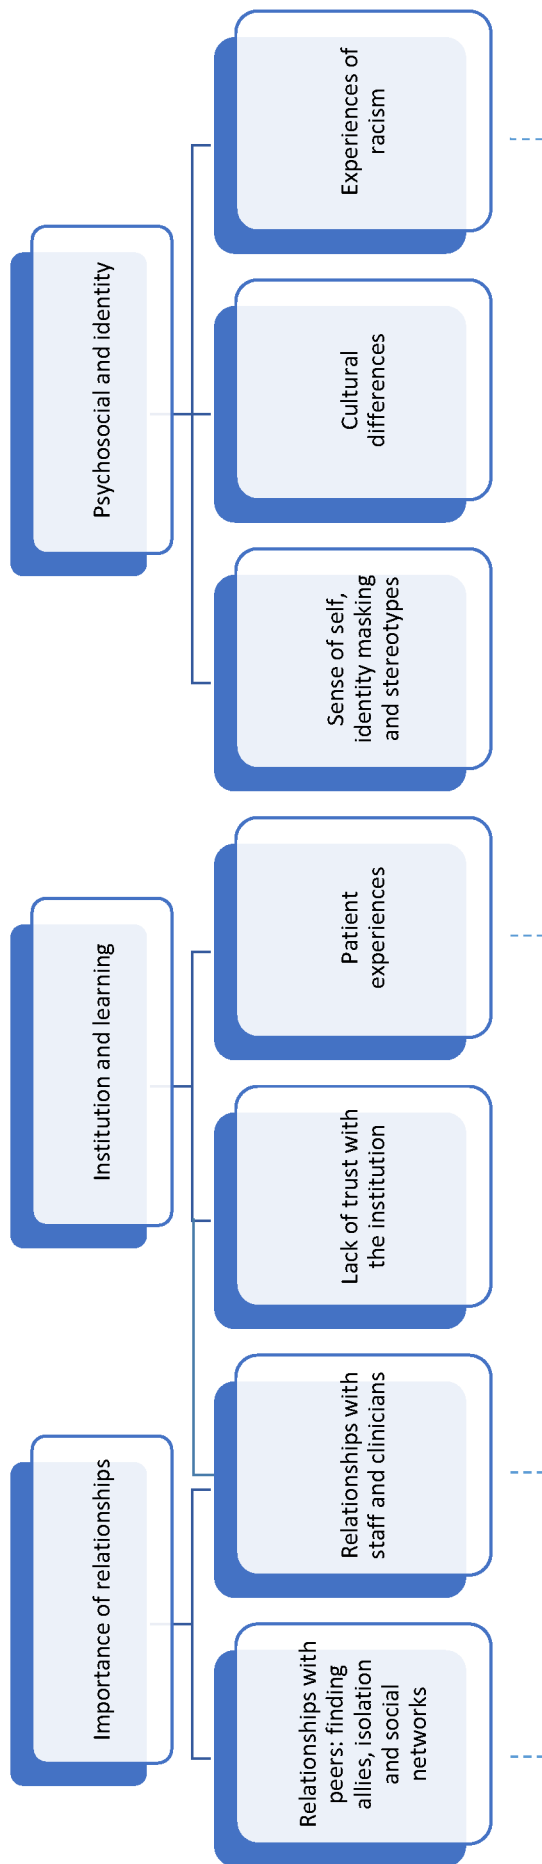 Importance of relationships
Institution and learning
Psychosocial and identity
Relationships with
peers: finding
allies, isolation
and social
networks
Relationships with
staff and clinicians
Lack of trust with
the institution
Patient
experiences
Sense of self,
identity masking
and stereotypes
Cultural
differences
Experiences of
racism